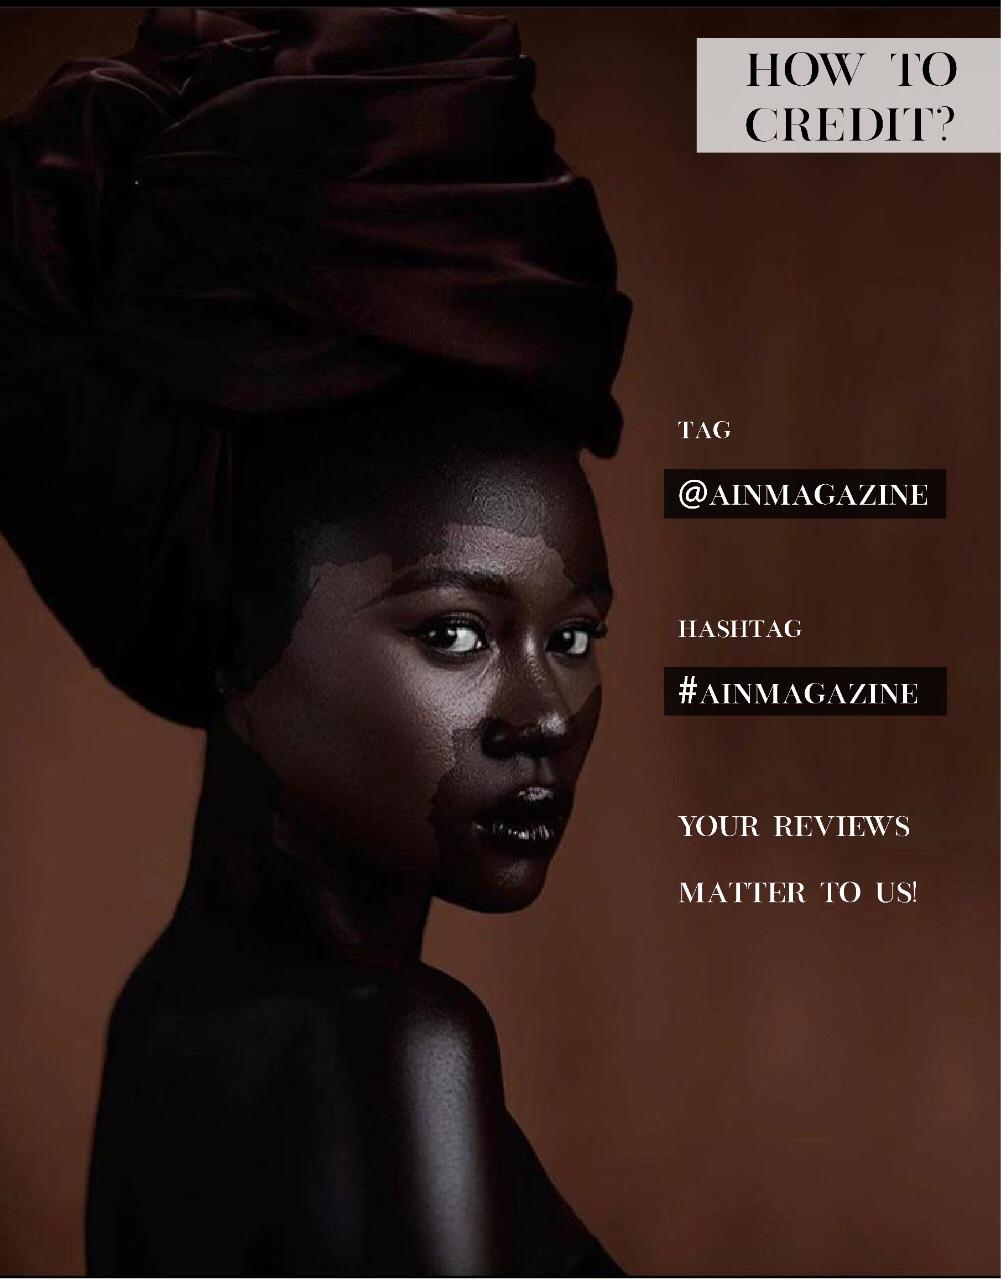 HOW TO
CREDIT?
TAG
@AINMAGAZINE
HASHTAG
#AINMAGAZINE
YOUR REVIEWS
MATTER TO US!